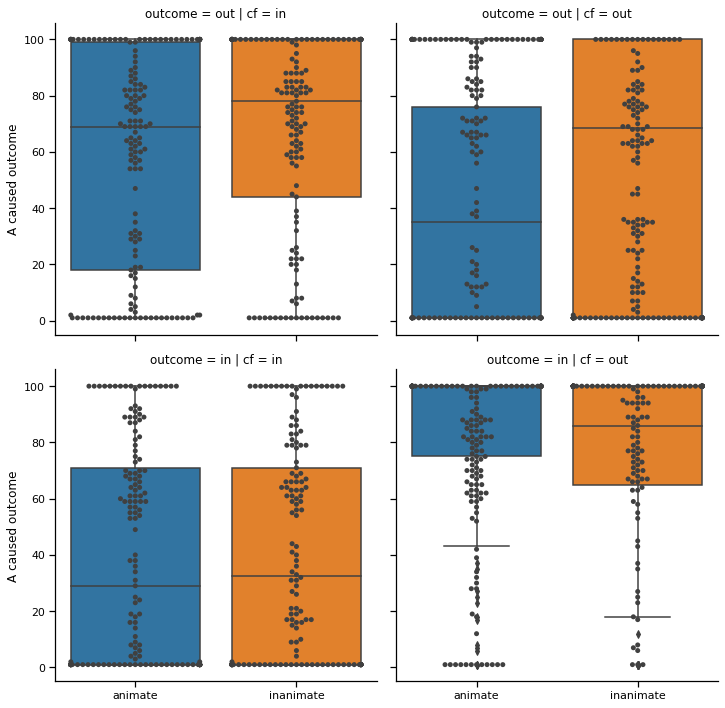 outcome = out | cf = in
outcome = out | cf = out
100
80
60
40
20
0
A caused outcome
outcome = in | cf = in
outcome = in | cf = out
100
80
60
40
20
0
A caused outcome
animate
inanimate
animate
inanimate